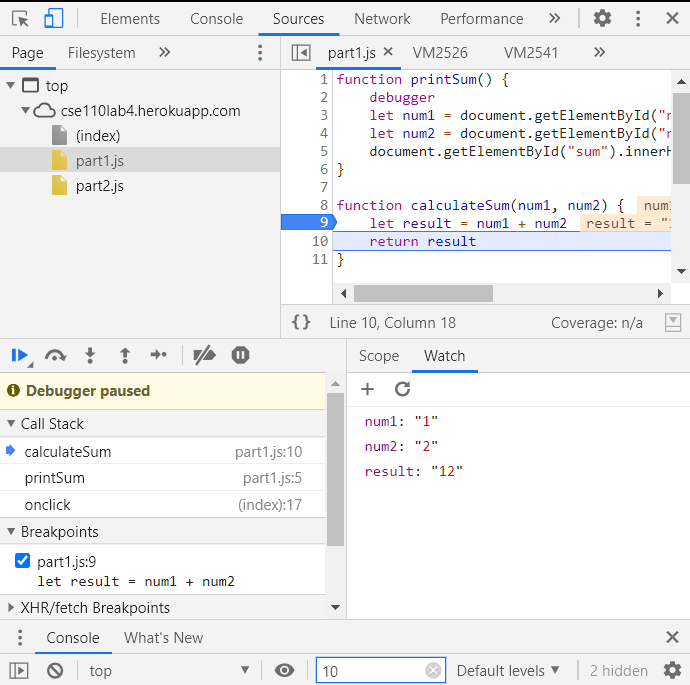 Elements Console Sources Network Performance »
Page Filesystem »
part1.js × VM2526 VM2541 »
top
cse110lab4.herokuapp.com
(index)
part1.js
part2.js
1 function printSum() {
2 debugger
3 let num1 = document.getElementById("n
4 let num2 = document.getElementById("n
5 document.getElementById("sum").innerH
6 }
7
8 function calculateSum(num1, num2) { num
9 let result = num1 + num2 result = "
10 return result
11 }
{} Line 10, Column 18 Coverage: n/a
Debugger paused
Call Stack
calculateSum part1.js:10
printSum part1.js:5
onclick (index):17
Breakpoints
part1.js:9
let result = num1 + num2
XHR/fetch Breakpoints
Scope Watch
num1: "1"
num2: "2"
result: "12"
Console What's New
top 10 Default levels 2 hidden